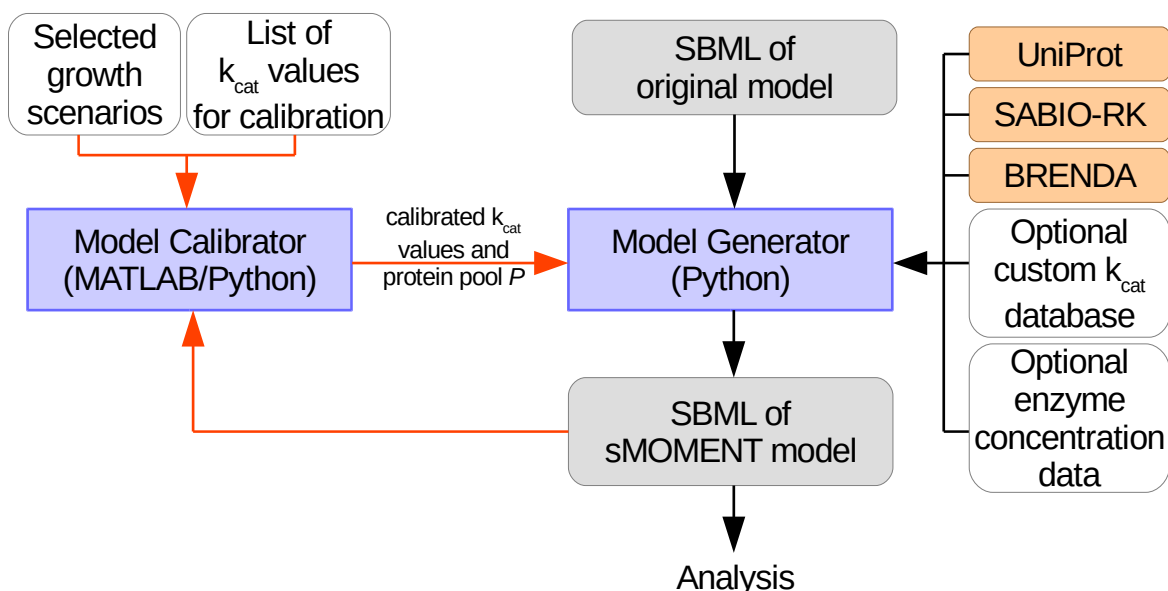 Selected
growth
scenarios
List of
kcat values
for calibration
SBML of
original model
UniProt
SABIO-RK
BRENDA
Optional
custom kcat
database
Optional
enzyme
concentration
data
Model Calibrator
(MATLAB/Python)
calibrated kcat
values and
protein pool P
Model Generator
(Python)
SBML of
sMOMENT model
Analysis